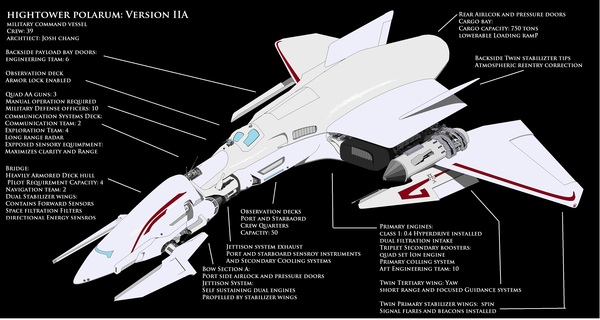 HIGHTOWER POLARUM: VERSION IIA
MILITARY COMMAND VESSEL
CREW: 39
ARCHTIECT: JOSH CHANG
BACKSIDE PAYLOAD BAY DOORS:
ENGINEERING TEAM: 6
OBSERVATION DECK
ARMOR LOCK ENABLED
QUAD AA GUNS: 3
MANUAL OPERATION REQUIRED
MILITARY DEFENSE OFFICERS: 10
COMMUNICATION SYSTEMS DECK:
COMMUNICATION TEAM: 2
EXPLORATION TEAM: 4
LONG RANGE RADAR
EXPOSED SENSORY EQUIMPMENT:
MAXIMIZES CLARITY AND RANGE
BRIDGE:
HEAVILY ARMORED DECK HULL
PILOT REQUIREMENT CAPACITY: 4
NAVIGATION TEAM: 2
DUAL STABILIZER WINGS:
CONTAINS FORWARD SENSORS
SPACE FILTRATION FILTERS
DIRECTIONAL ENERGY SENSROS
REAR AIRLCOK AND PRESSURE DOORS
CARGO BAY:
CARGO CAPACITY: 750 TONS
LOWERABLE LOADING RAMP
BACKSIDE TWIN STABILIZTER TIPS
ATMOSPHERIC REENTRY CORRECTION
OBSERVATION DECKS
PORT AND STARBAORD
CREW QUARTERS
CAPACTIY: 50
JETTISON SYSTEM EXHAUST
PORT AND STARBOARD SENSROY INSTRUMENTS
AND SECONDARY COOLING SYSTEMS
BOW SECTION A:
PORT SIDE AIRLOCK AND PRESSURE DOORS
JETTISON SYSTEM:
SELF SUSTAINING DUAL ENGINES
PROPELLED BY STABILIZER WINGS
PRIMARY ENGINES:
CLASS 1: 0.4 HYPERDRIVE INSTALLED
DUAL FILTRATION INTAKE
TRIPLET SECONDARY BOOSTERS:
QUAD SET ION ENGINE
PRIMARY COILING SYSTEM
AFT ENGINEERING TEAM: 10
TWIN TERTIARY WING: YAW
SHORT RANGE AND FOCUSED GUIDANCE SYSTEMS
TWIN PRIMARY STABILIZER WINGS: SPIN
SIGNAL FLARES AND BEACONS INSTALLED